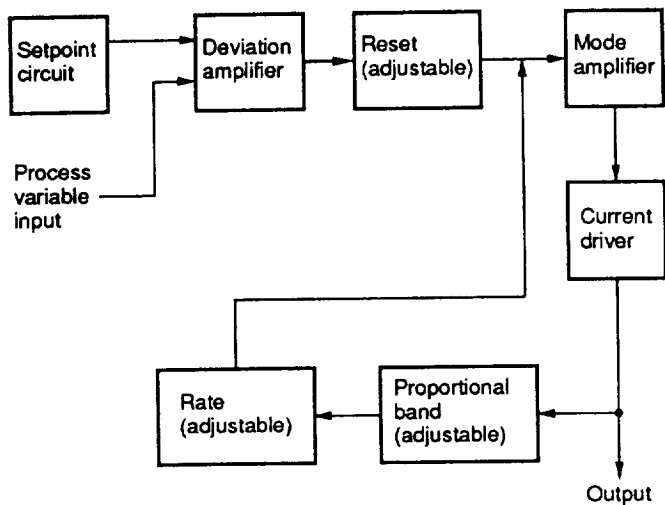 Setpoint
circuit
Deviation
amplifier
Reset
(adjustable)
Mode
amplifier
Process
variable
input
Current
driver
Rate
(adjustable)
Proportional
band
(adjustable)
Output